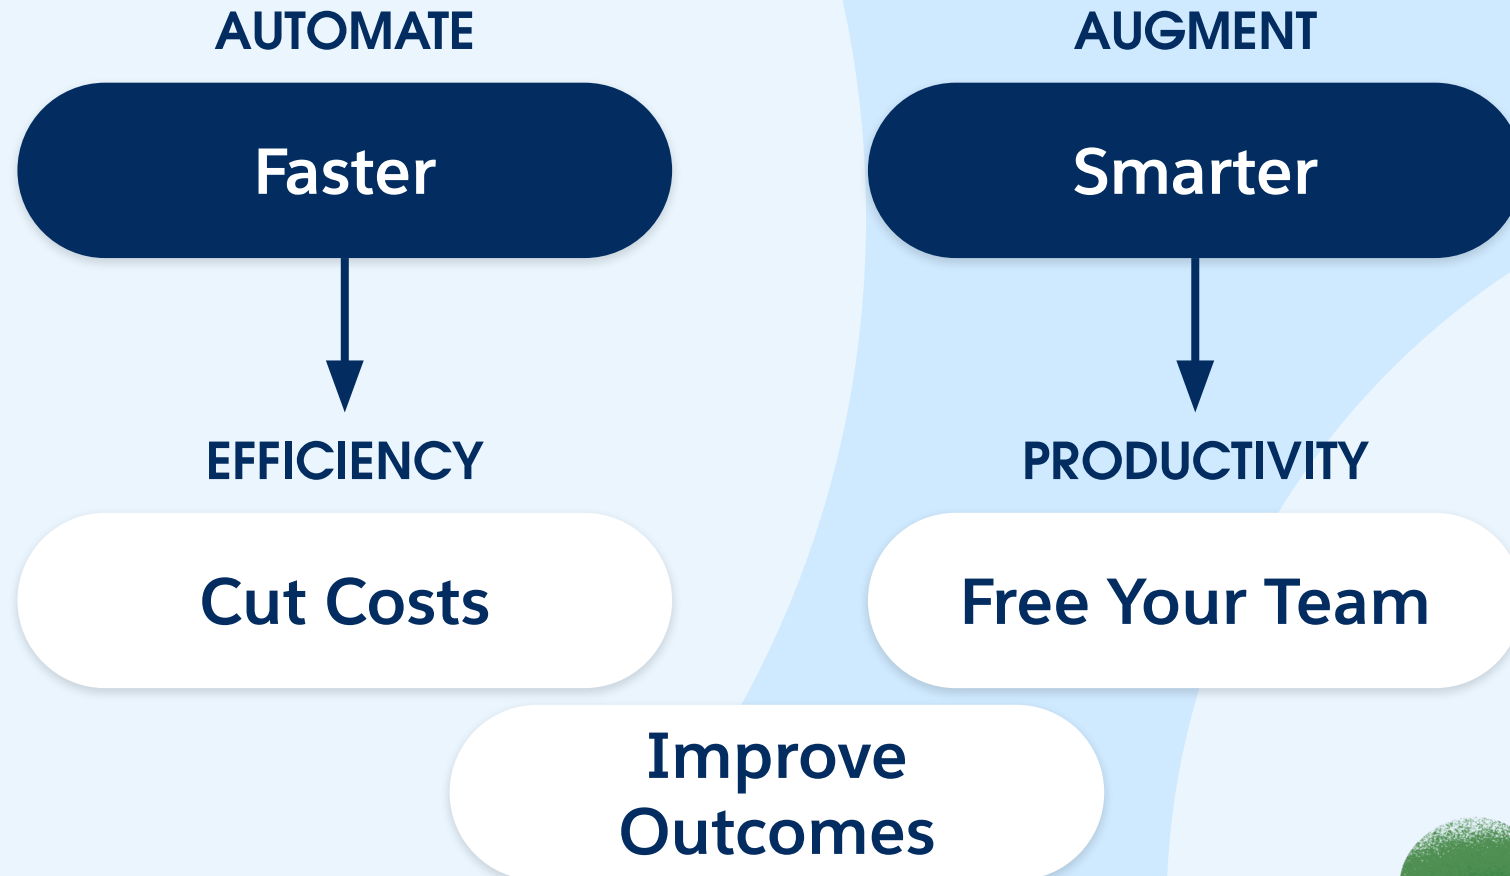 AUTOMATE
AUGMENT
Faster
Smarter
EFFICIENCY
PRODUCTIVITY
Cut Costs
Free Your Team
Improve
Outcomes